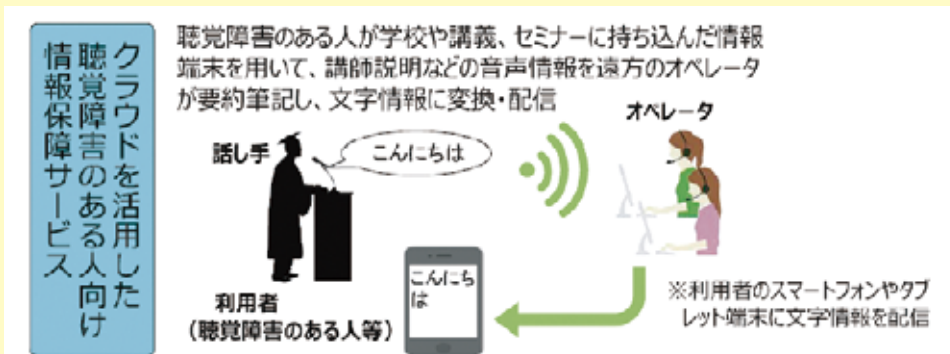 クラウドを活用した
聴覚障害のある人向け
情報保障サービス
聴覚障害のある人が学校や講義、セミナーに持ち込んだ情報
端末を用いて、講師説明などの音声情報を遠方のオペレータ
が要約筆記し、文字情報に変換・配信
オペレータ
話し手
こんにちは
こんにち
は
利用者
（聴覚障害のある人等）
※利用者のスマートフォンやタブ
レット端末に文字情報を配信